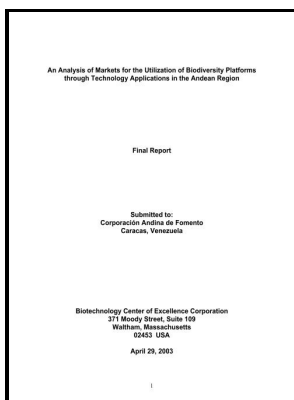 An Analysis of Markets for the Utilization of Biodiversity Platforms
through Technology Applications in the Andean Region
Final Report
Submitted to:
Corporación Andina de Fomento
Caracas, Venezuela
Biotechnology Center of Excellence Corporation
371 Moody Street, Suite 109
Waltham, Massachusetts
02453 USA
April 29, 2003
1